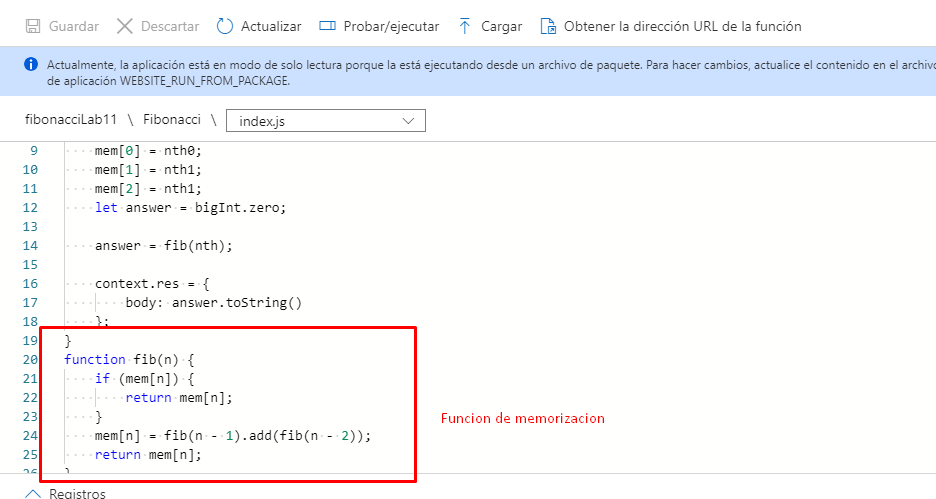 Guardar Descartar Actualizar Probar/ejecutar Cargar Obtener la dirección URL de la función
Actualmente, la aplicación está en modo de solo lectura porque la está ejecutando desde un archivo de paquete. Para hacer cambios, actualice el contenido en el archivo
de aplicación WEBSITE_RUN_FROM_PACKAGE.
fibonacciLab11 \ Fibonacci \ index.js
9 mem[0] = nth0;
10 mem[1] = nth1;
11 mem[2] = nth1;
12 let answer = bigInt.zero;
13
14 answer = fib(nth);
15
16 context.res = {
17 body: answer.toString()
18 };
19 }
20 function fib(n) {
21 if (mem[n]) {
22 return mem[n];
23 }
24 mem[n] = fib(n - 1).add(fib(n - 2));
25 return mem[n];
26 }
Funcion de memorizacion
Registros